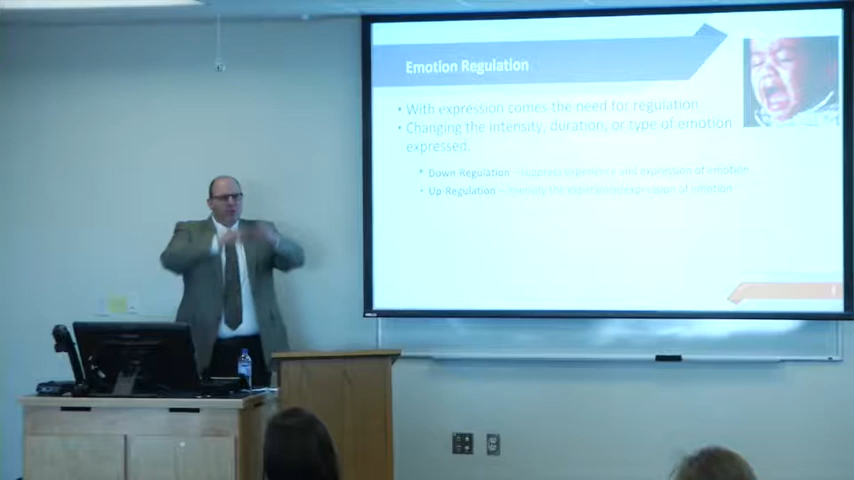 Emotion Regulation
• With expression comes the need for regulation.
• Changing the intensity, duration, or type of emotion
expressed.
• Down-Regulation – suppress experience and expression of emotion
• Up-Regulation – intensify the experience/expression of emotion